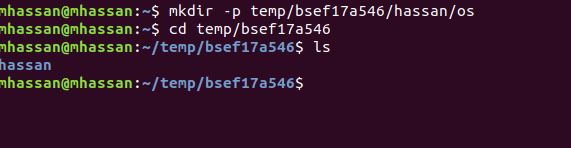 mhassan@mhassan:~$ mkdir -p temp/bsef17a546/hassan/os
mhassan@mhassan:~$ cd temp/bsef17a546
mhassan@mhassan:~/temp/bsef17a546$ ls
hassan
mhassan@mhassan:~/temp/bsef17a546$